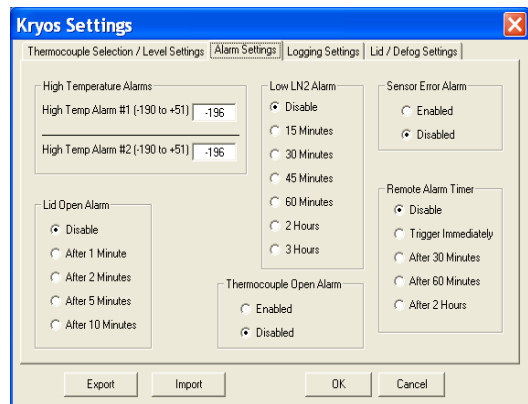 Kryos Settings
Thermocouple Selection / Level Settings
Alarm Settings
Logging Settings
Lid / Defog Settings
High Temperature Alarms
High Temp Alarm #1 (-190 to +51)
-196
High Temp Alarm #2 (-190 to +51)
-196
Lid Open Alarm
Disable
After 1 Minute
After 2 Minutes
After 5 Minutes
After 10 Minutes
Low LN2 Alarm
Disable
15 Minutes
30 Minutes
45 Minutes
60 Minutes
2 Hours
3 Hours
Thermocouple Open Alarm
Enabled
Disabled
Sensor Error Alarm
Enabled
Disabled
Remote Alarm Timer
Disable
Trigger Immediately
After 30 Minutes
After 60 Minutes
After 2 Hours
Export
Import
OK
Cancel